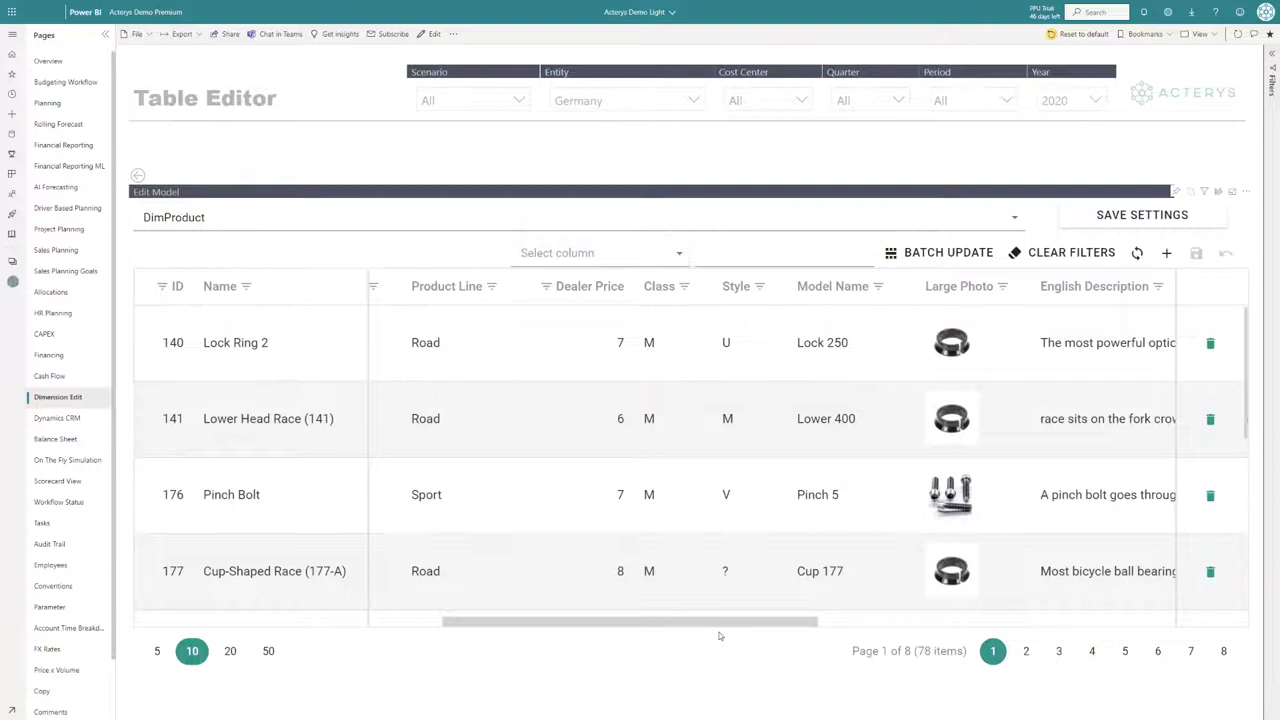 Power BI Acterys Demo Premium
Acterys Demo Light
PPU Trial
46 days left
Search
Pages
File Export Share Chat in Teams Get insights Subscribe Edit
Reset to default Bookmarks View
Filters
Overview
Budgeting Workflow
Planning
Rolling Forecast
Financial Reporting
Financial Reporting ML
AI Forecasting
Driver Based Planning
Project Planning
Sales Planning
Sales Planning Goals
Allocations
HR Planning
CAPEX
Financing
Cash Flow
Dimension Edit
Dynamics CRM
Balance Sheet
On The Fly Simulation
Scorecard View
Workflow Status
Tasks
Audit Trail
Employees
Conventions
Parameter
Account Time Breakd...
FX Rates
Price x Volume
Copy
Comments
Table Editor
Scenario Entity Cost Center Quarter Period Year
All Germany All All All 2020
ACTERYS
Edit Model
DimProduct
SAVE SETTINGS
Select column
BATCH UPDATE CLEAR FILTERS
ID Name Product Line Dealer Price Class Style Model Name Large Photo English Description
140 Lock Ring 2 Road 7 M U Lock 250 The most powerful optic
141 Lower Head Race (141) Road 6 M M Lower 400 race sits on the fork crow
176 Pinch Bolt Sport 7 M V Pinch 5 A pinch bolt goes throug
177 Cup-Shaped Race (177-A) Road 8 M ? Cup 177 Most bicycle ball bearing
5 10 20 50
Page 1 of 8 (78 items) 1 2 3 4 5 6 7 8